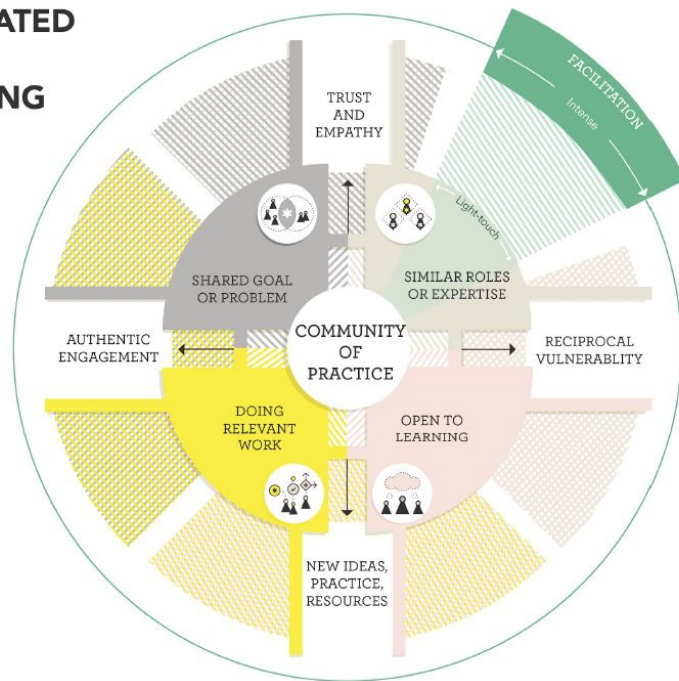 ATED
NG
FACILITATION
Intense
Light-touch
TRUST
AND
EMPATHY
SHARED GOAL
OR PROBLEM
SIMILAR ROLES
OR EXPERTISE
AUTHENTIC
ENGAGEMENT
COMMUNITY
OF
PRACTICE
RECIPROCAL
VULNERABLITY
DOING
RELEVANT
WORK
OPEN TO
LEARNING
NEW IDEAS,
PRACTICE,
RESOURCES